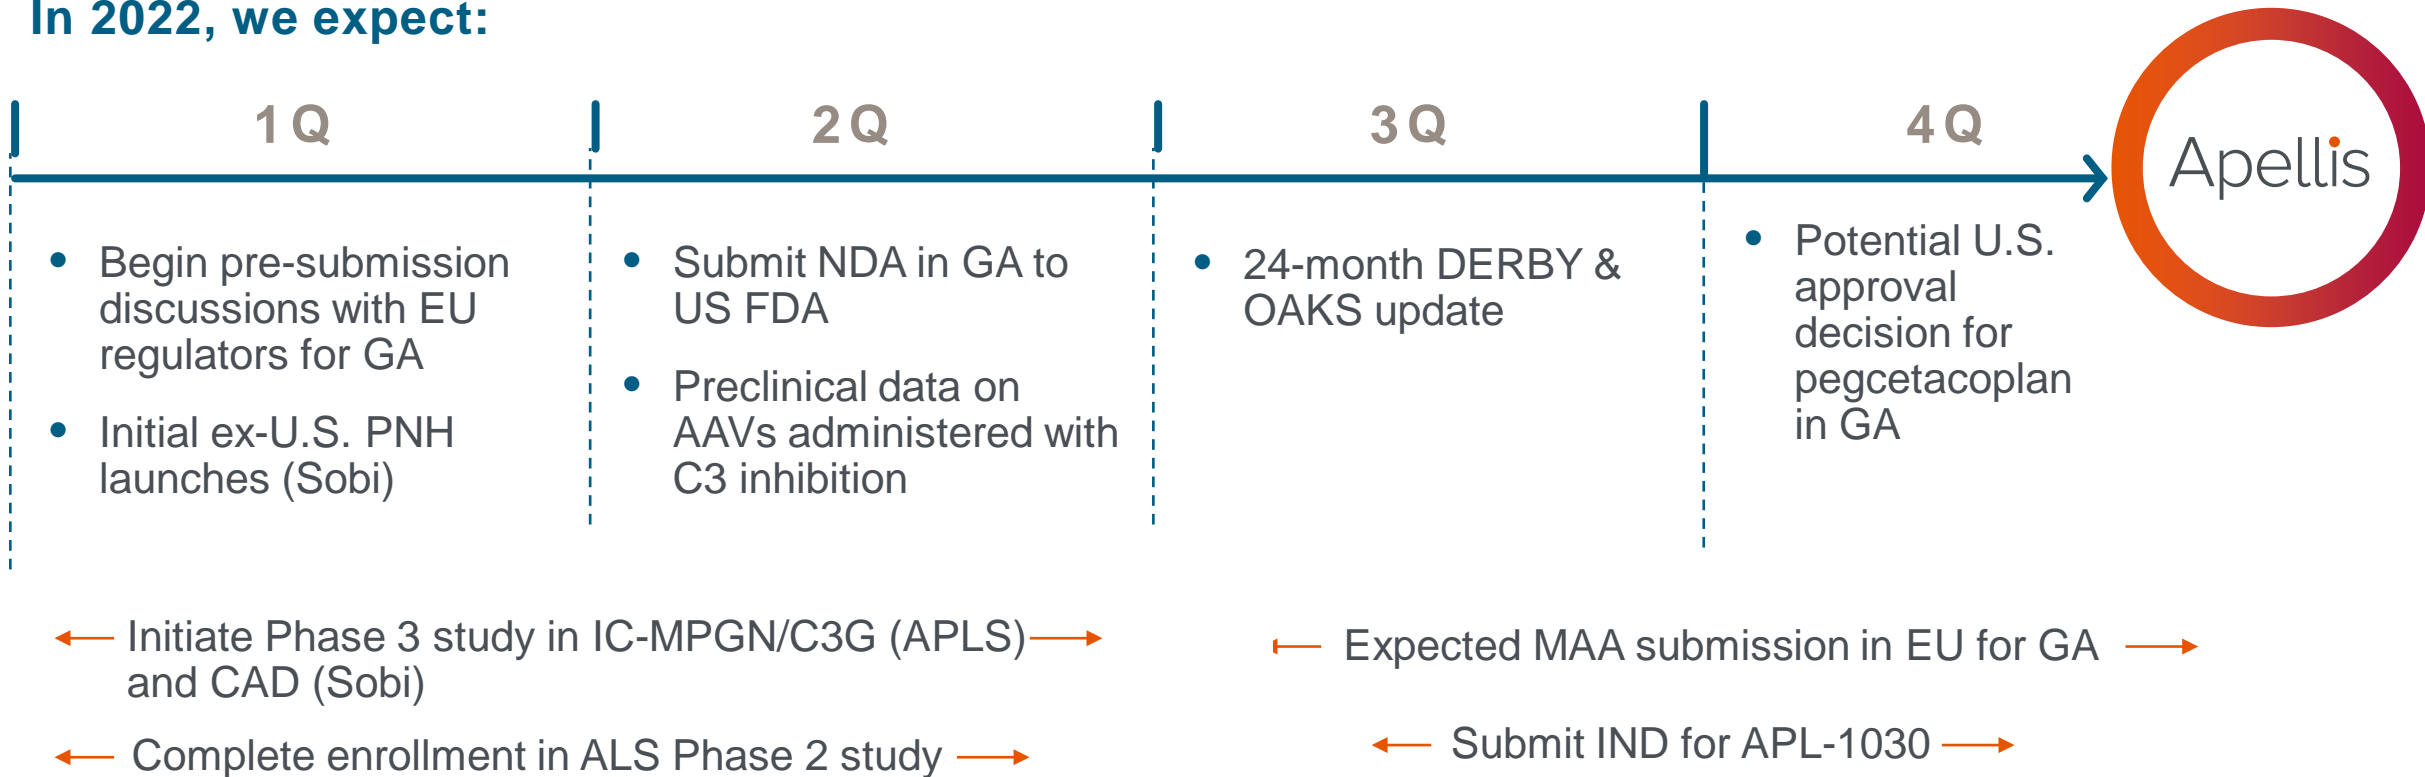 In 2022, we expect:
1Q
2Q
3Q
4Q
Apellis
• Begin pre-submission
discussions with EU
regulators for GA
• Initial ex-U.S. PNH
launches (Sobi)
• Submit NDA in GA to
US FDA
• Preclinical data on
AAVs administered with
C3 inhibition
• 24-month DERBY &
OAKS update
• Potential U.S.
approval
decision for
pegcetacoplan
in GA
Initiate Phase 3 study in IC-MPGN/C3G (APLS)
and CAD (Sobi)
Complete enrollment in ALS Phase 2 study
Expected MAA submission in EU for GA
Submit IND for APL-1030